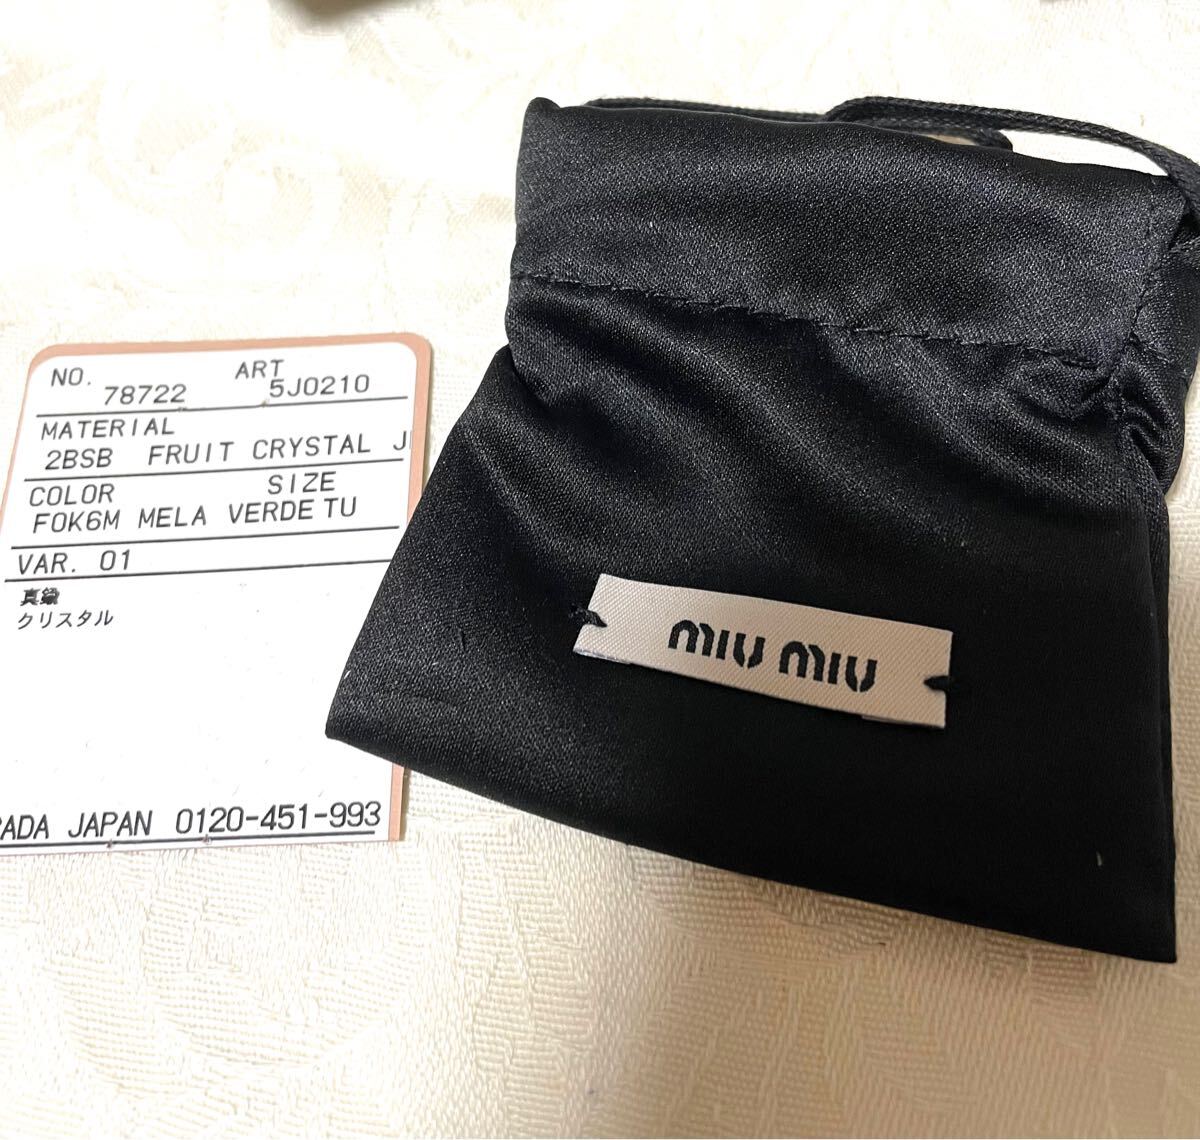 NO. ART
78722 5J0210
MATERIAL
2BSB FRUIT CRYSTAL
COLOR SIZE
F0K6M MELA VERDE TU
VAR. 01
真鍮
クリスタル
JAPAN 0120-451-993
miu miu